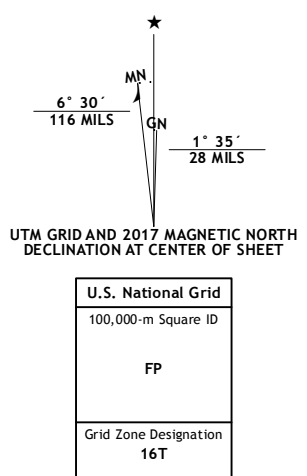 MN
6° 30´
116 MILS
GN
1° 35´
28 MILS
UTM GRID AND 2017 MAGNETIC NORTH
DECLINATION AT CENTER OF SHEET
U.S. National Grid
100,000-m Square ID
FP
Grid Zone Designation
16T